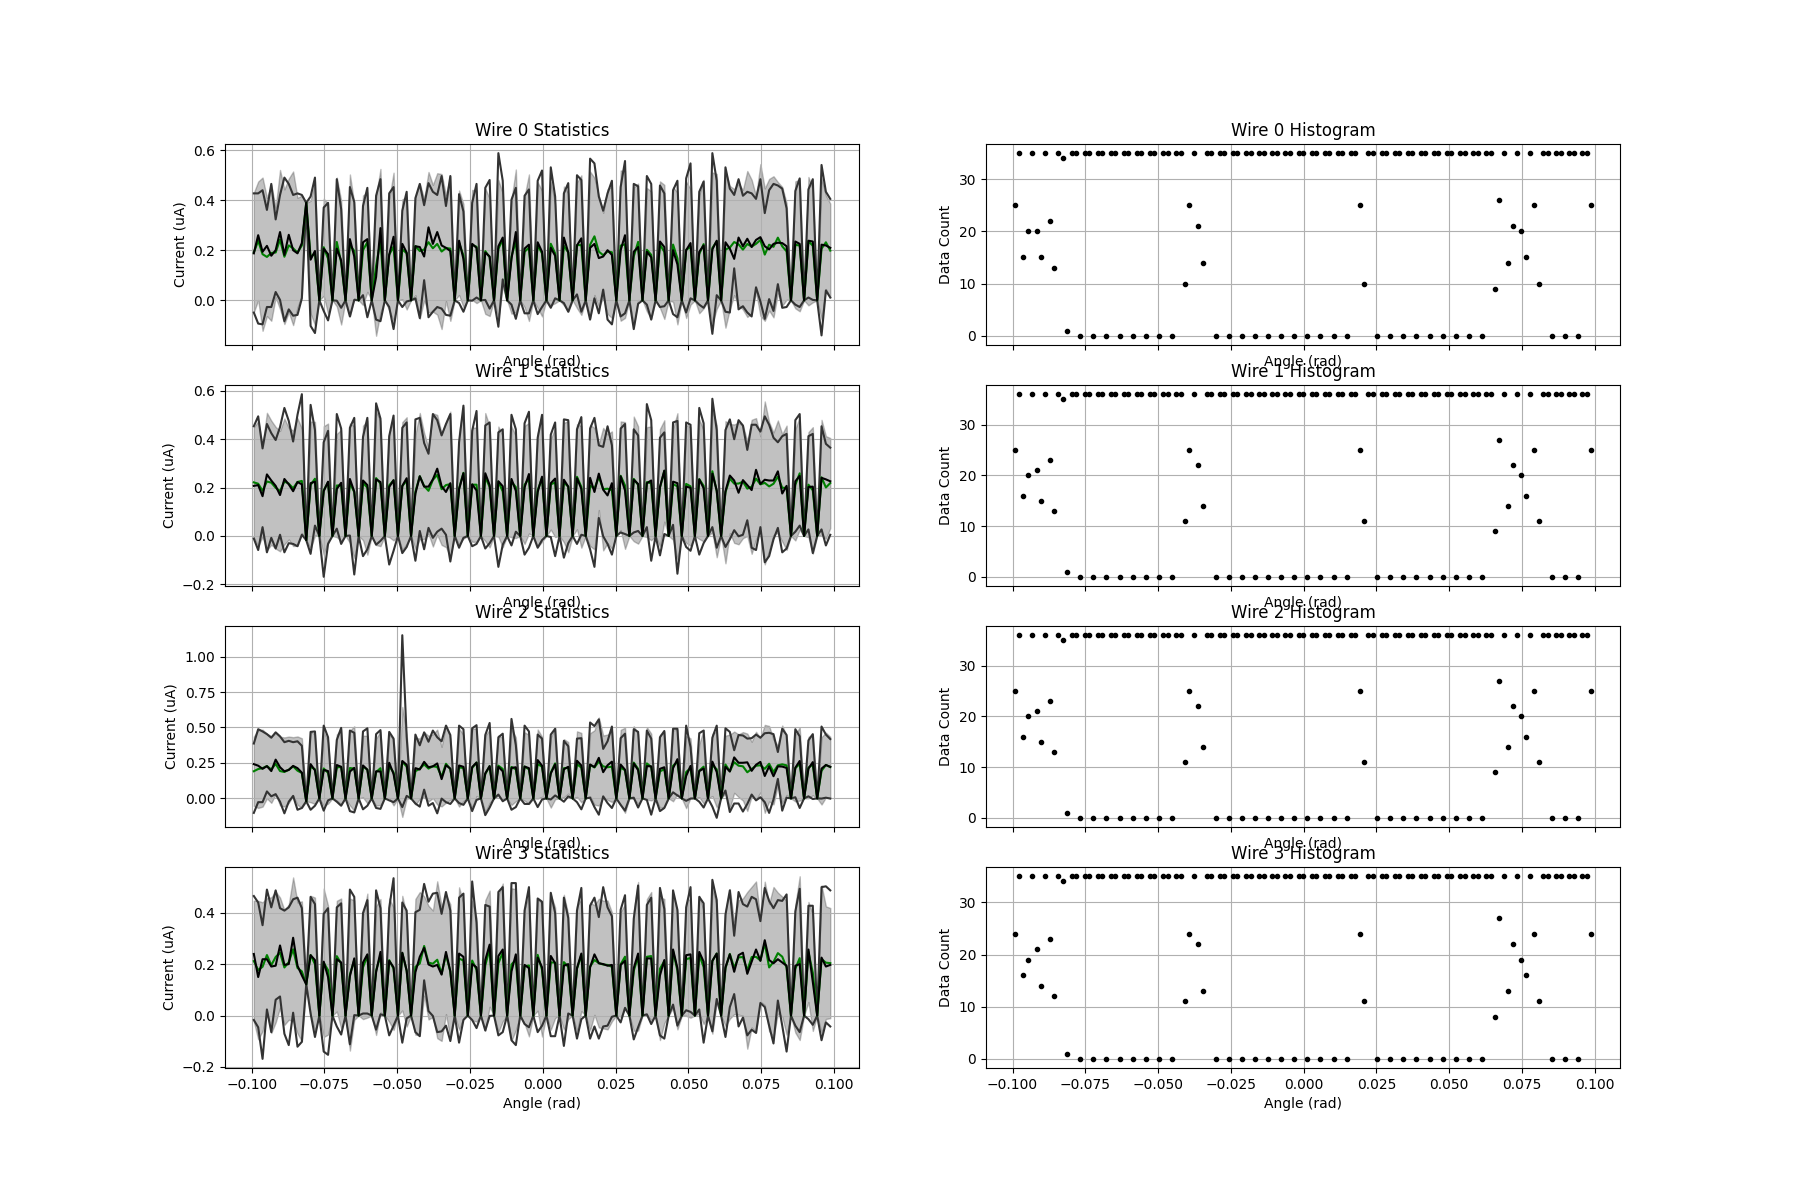 Wire 0 Statistics
Current (uA)
0.6
0.4
0.2
0.0
Angle (rad)
Wire 0 Histogram
Data Count
30
20
10
0
Angle (rad)
Wire 1 Statistics
Current (uA)
0.6
0.4
0.2
0.0
−0.2
Angle (rad)
Wire 1 Histogram
Data Count
30
20
10
0
Angle (rad)
Wire 2 Statistics
Current (uA)
1.00
0.75
0.50
0.25
0.00
Angle (rad)
Wire 2 Histogram
Data Count
30
20
10
0
Angle (rad)
Wire 3 Statistics
Current (uA)
0.4
0.2
0.0
−0.2
−0.100 −0.075 −0.050 −0.025 0.000 0.025 0.050 0.075 0.100
Angle (rad)
Wire 3 Histogram
Data Count
30
20
10
0
−0.100 −0.075 −0.050 −0.025 0.000 0.025 0.050 0.075 0.100
Angle (rad)